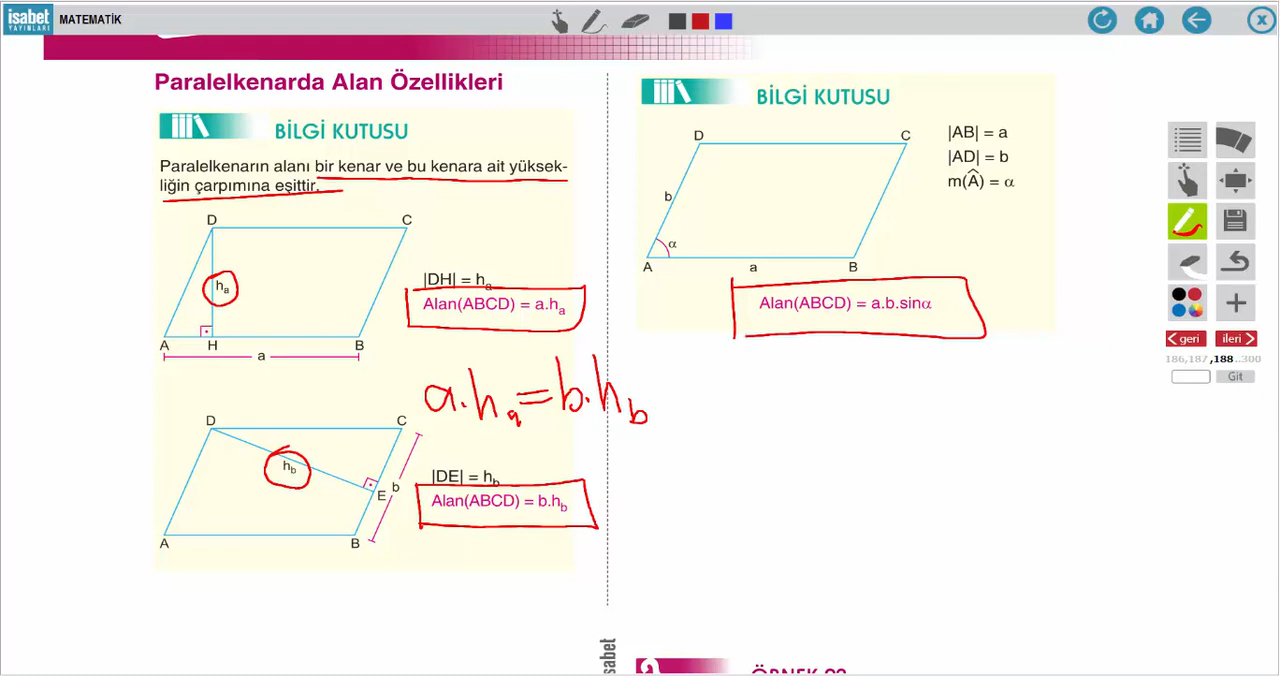 isabet
YAYINLARI
MATEMATİK
Paralelkenarda Alan Özellikleri
BİLGİ KUTUSU
Paralelkenarın alanı bir kenar ve bu kenara ait yüksek-
liğin çarpımına eşittir.
D
C
ha
A
H
B
a
|DH| = ha
Alan(ABCD) = a.ha
a.ha=b.hb
D
C
hb
E
b
A
B
|DE| = hb
Alan(ABCD) = b.hb
BİLGİ KUTUSU
D
C
b
α
A
a
B
|AB| = a
|AD| = b
m(Â) = α
Alan(ABCD) = a.b.sinα
isabet
geri
ileri
186,187,188..300
Git